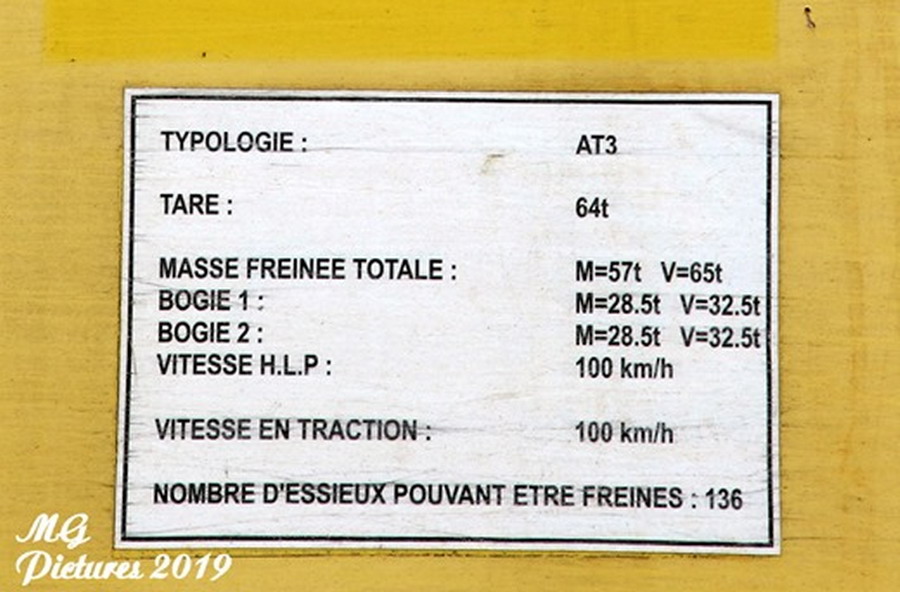 TYPOLOGIE : AT3
TARE : 64t
MASSE FREINEE TOTALE : M=57t V=65t
BOGIE 1 : M=28.5t V=32.5t
BOGIE 2 : M=28.5t V=32.5t
VITESSE H.L.P : 100 km/h
VITESSE EN TRACTION : 100 km/h
NOMBRE D'ESSIEUX POUVANT ETRE FREINES : 136
MG
Pictures 2019